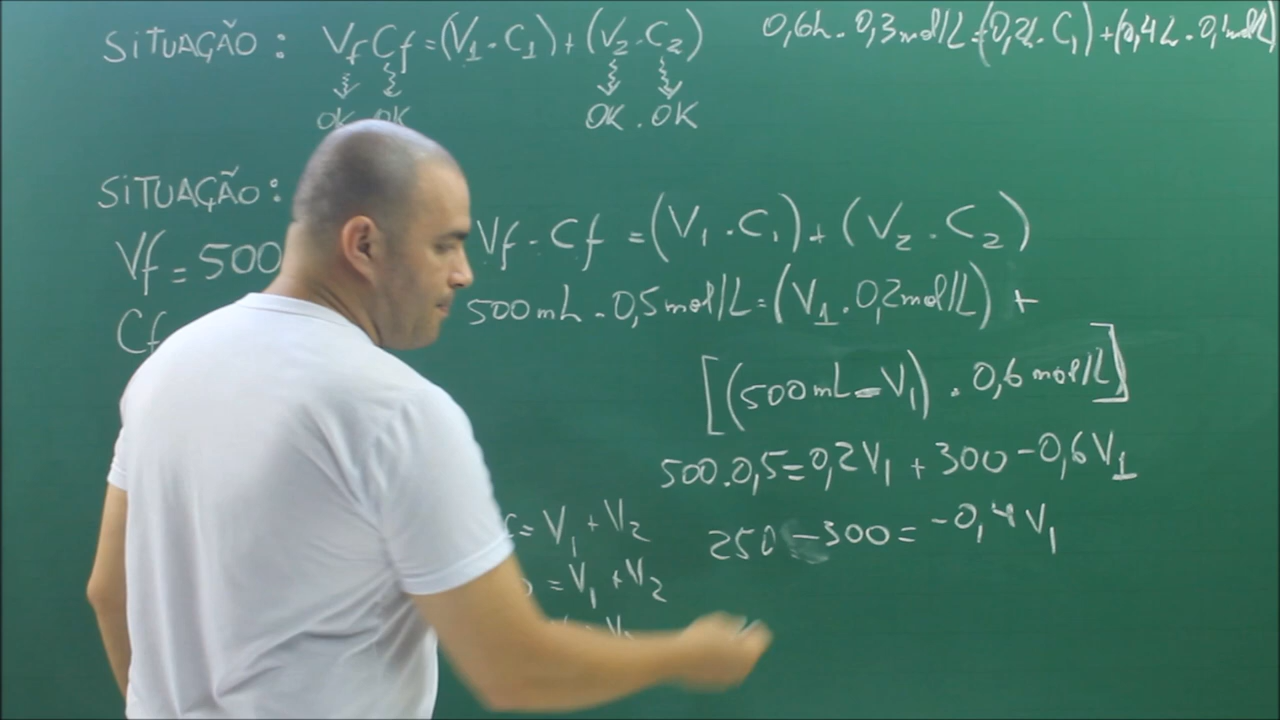 SITUAÇÃO: VfCf=(V₁.C₁)+(V₂.C₂)
OK OK OK . OK
0,6L.0,3mol/L=(0,2L.C₁)+(0,4L.0,1mol/L)
SITUAÇÃO:
Vf=500
Cf
Vf-Cf=(V₁.C₁)+(V₂.C₂)
500mL.0,5mol/L=(V₁.0,2mol/L)+
[(500mL-V₁).0,6mol/L]
500.0,5=0,2V₁+300-0,6V₁
250-300=-0,4V₁
=V₁+V₂
=V₁+V₂